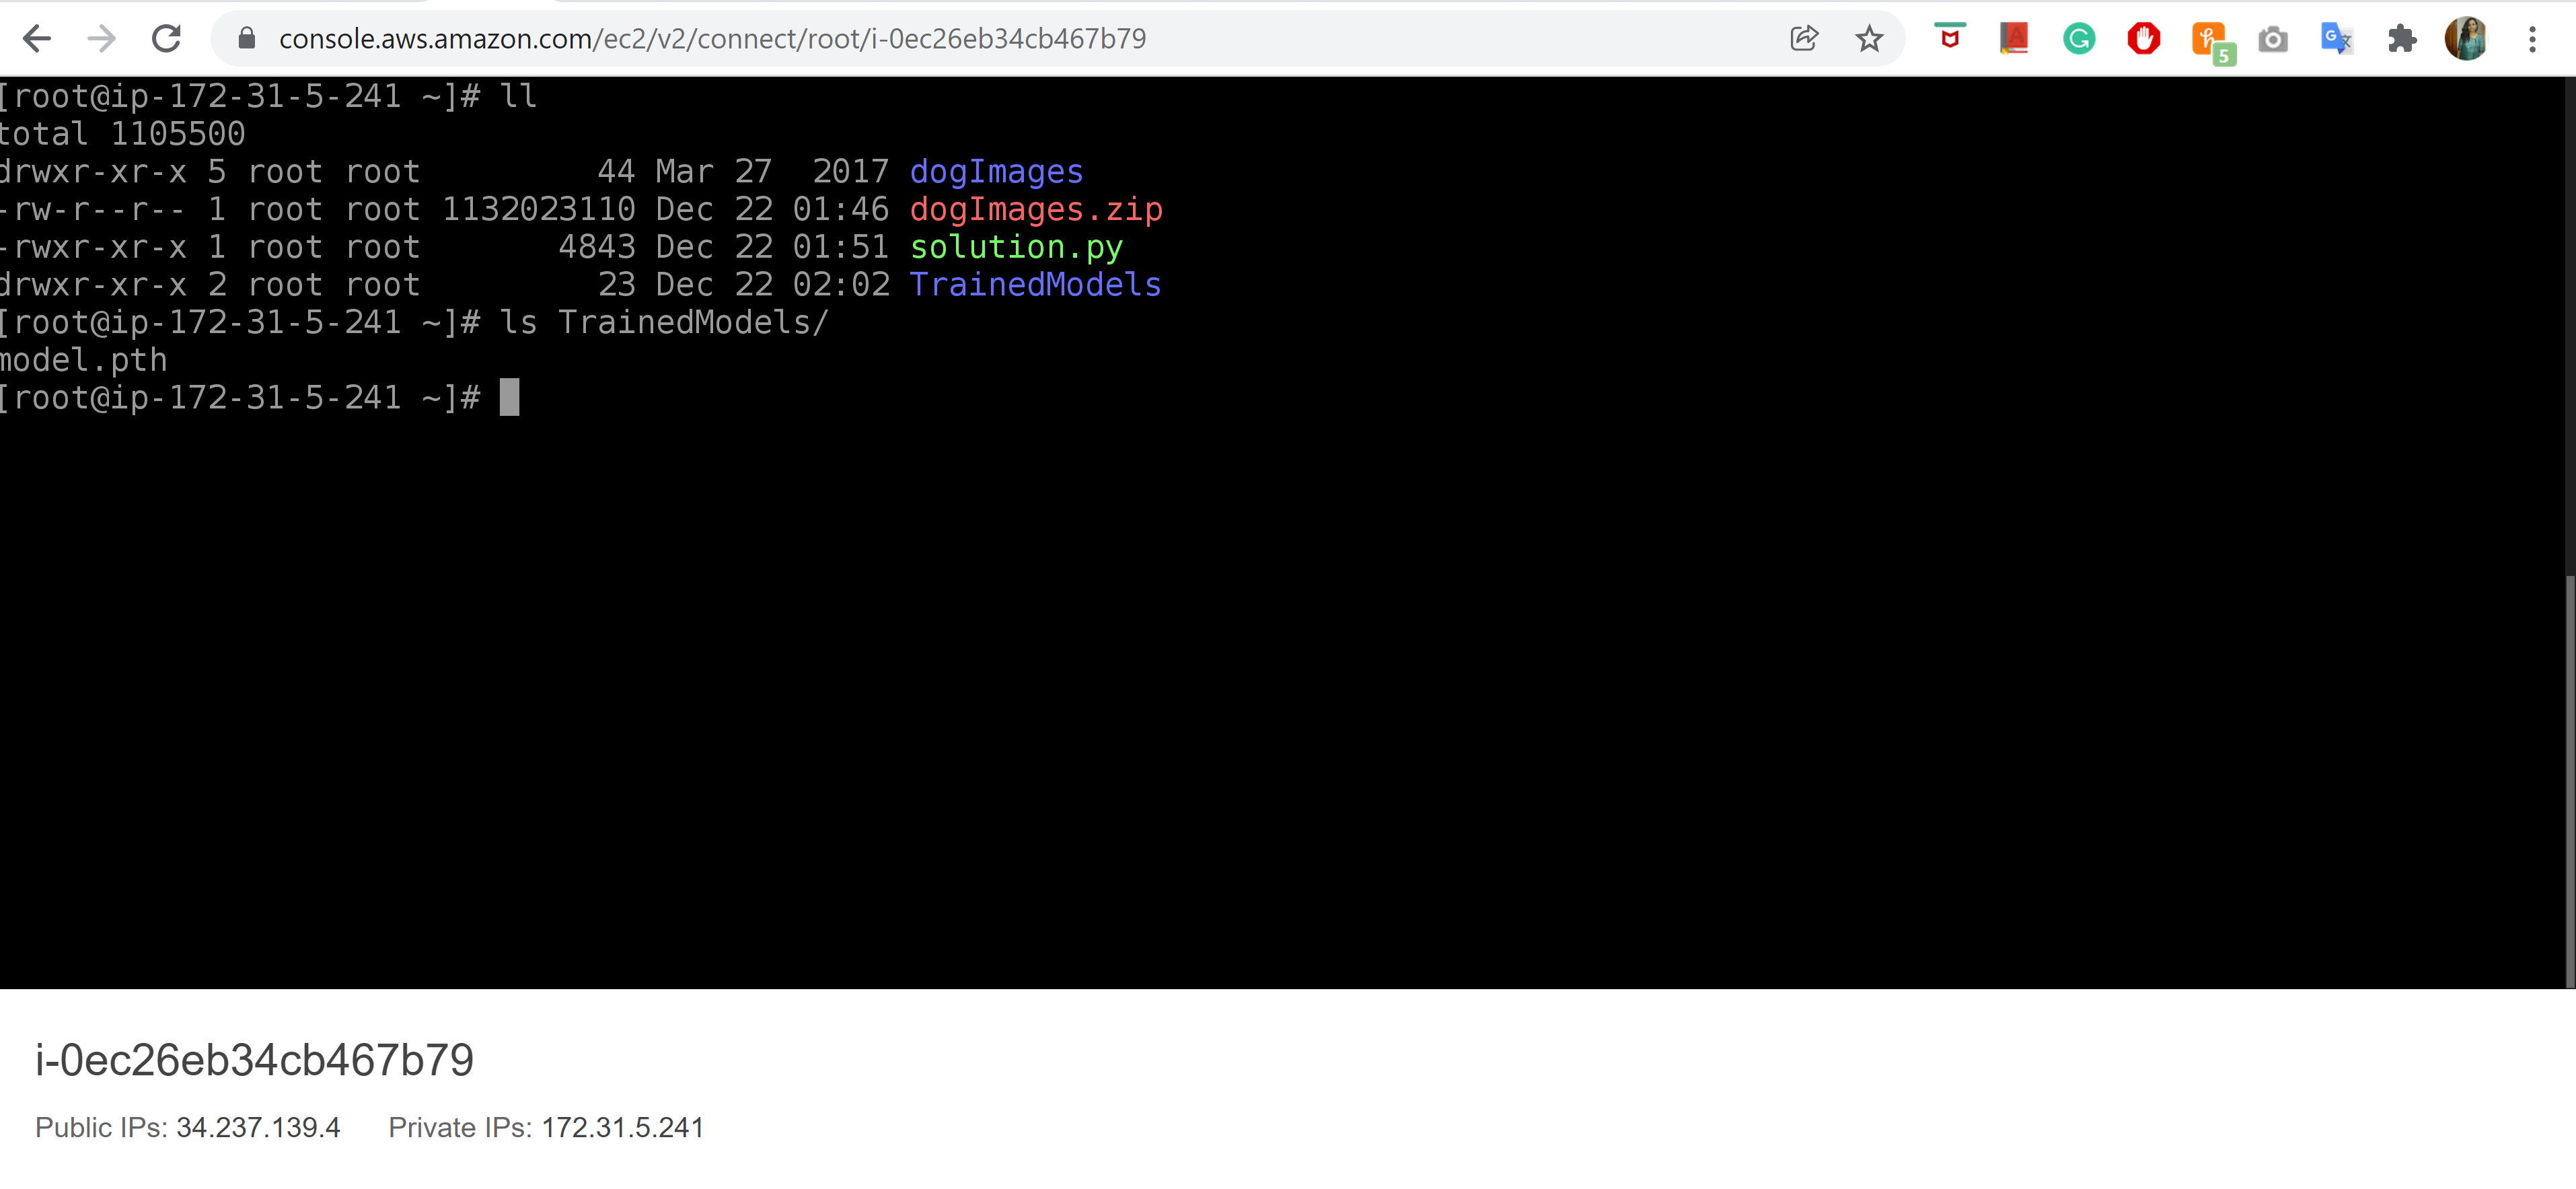 console.aws.amazon.com/ec2/v2/connect/root/i-0ec26eb34cb467b79
5
[root@ip-172-31-5-241 ~]# ll
total 1105500
drwxr-xr-x 5 root root         44 Mar 27  2017 dogImages
-rw-r--r-- 1 root root 1132023110 Dec 22 01:46 dogImages.zip
-rwxr-xr-x 1 root root       4843 Dec 22 01:51 solution.py
drwxr-xr-x 2 root root         23 Dec 22 02:02 TrainedModels
[root@ip-172-31-5-241 ~]# ls TrainedModels/
model.pth
[root@ip-172-31-5-241 ~]#
i-0ec26eb34cb467b79
Public IPs: 34.237.139.4 Private IPs: 172.31.5.241